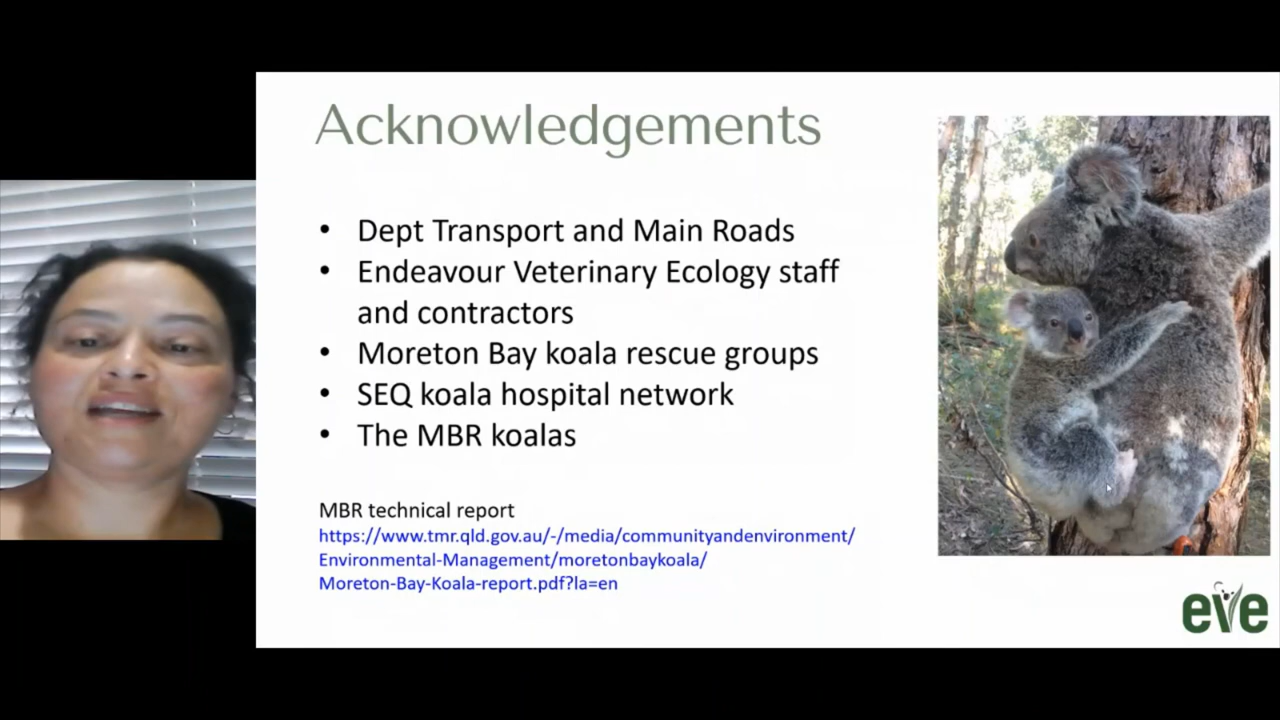 Acknowledgements
• Dept Transport and Main Roads
• Endeavour Veterinary Ecology staff
and contractors
• Moreton Bay koala rescue groups
• SEQ koala hospital network
• The MBR koalas
MBR technical report
https://www.tmr.qld.gov.au/-/media/communityandenvironment/
Environmental-Management/moretonbaykoala/
Moreton-Bay-Koala-report.pdf?la=en
eve